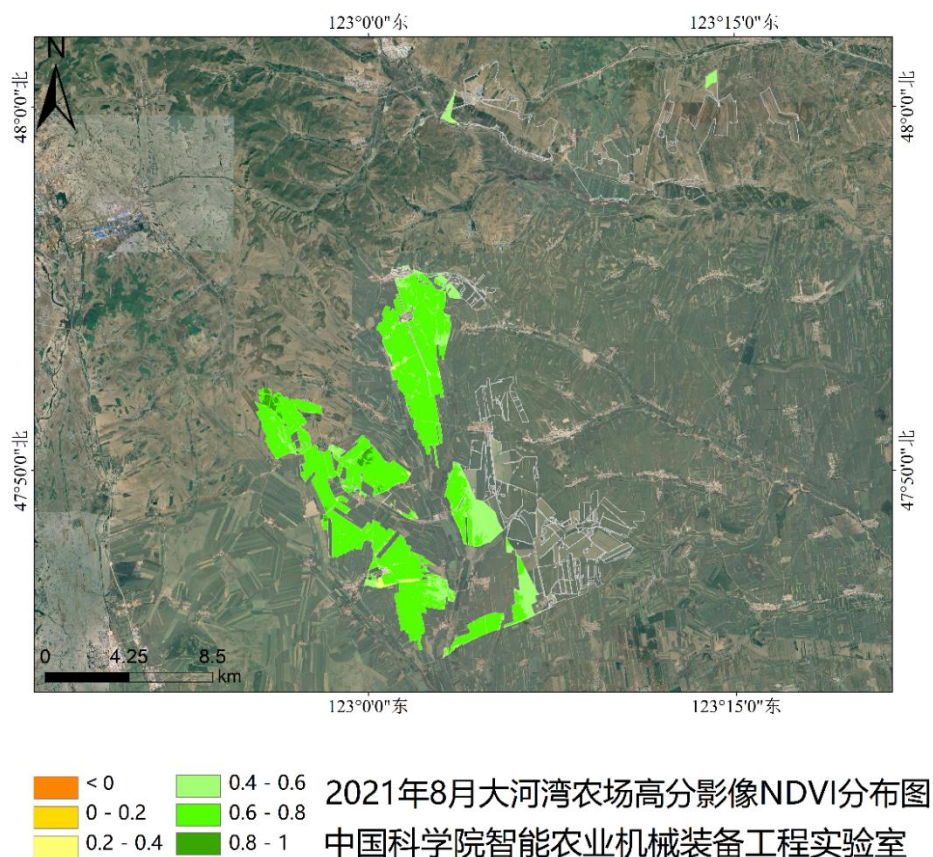 123°0'0"东 123°15'0"东
N
48°0'0"北 48°0'0"北
47°50'0"北 47°50'0"北
0 4.25 8.5
km
123°0'0"东 123°15'0"东
< 0 0.4 - 0.6
0 - 0.2 0.6 - 0.8
0.2 - 0.4 0.8 - 1
2021年8月大河湾农场高分影像NDVI分布图
中国科学院智能农业机械装备工程实验室